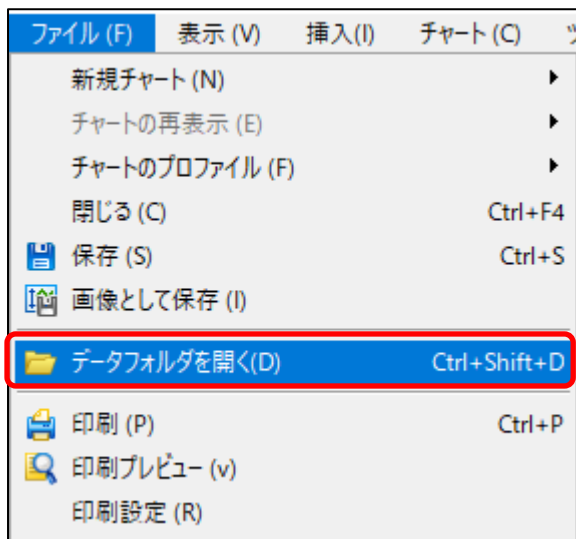 ファイル (F) 表示 (V) 挿入(I) チャート (C) ツ
新規チャート (N)
チャートの再表示 (E)
チャートのプロファイル (F)
閉じる (C) Ctrl+F4
保存 (S) Ctrl+S
画像として保存 (I)
データフォルダを開く(D) Ctrl+Shift+D
印刷 (P) Ctrl+P
印刷プレビュー (v)
印刷設定 (R)